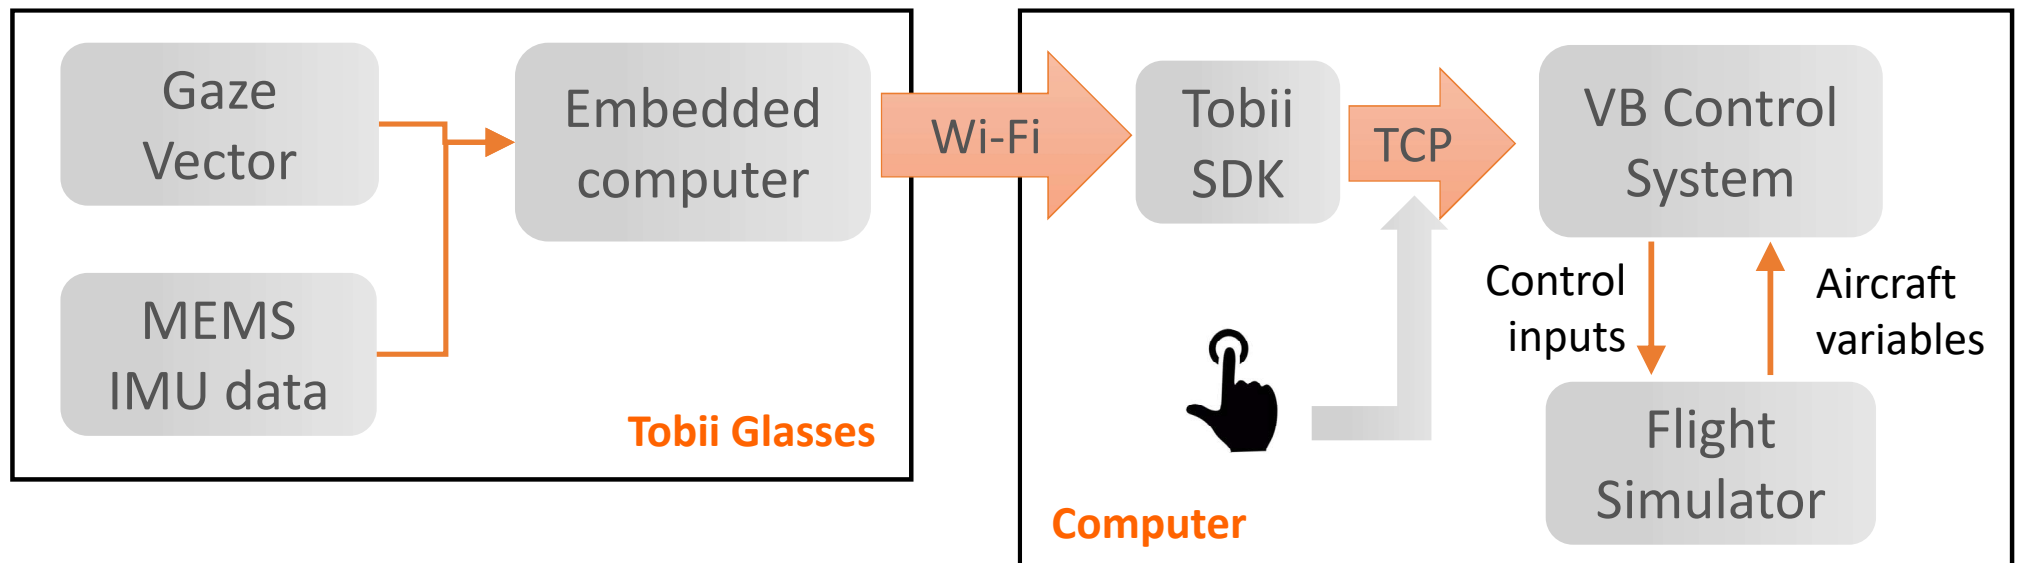 Gaze
Vector
MEMS
IMU data
Embedded
computer
Tobii Glasses
Wi-Fi
Tobii
SDK
TCP
VB Control
System
Control
inputs
Aircraft
variables
Flight
Simulator
Computer